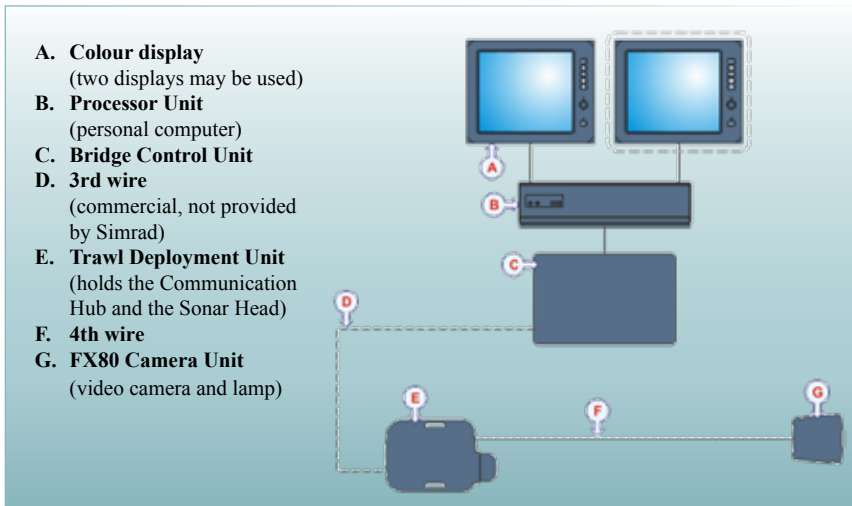 A. Colour display
(two displays may be used)
B. Processor Unit
(personal computer)
C. Bridge Control Unit
D. 3rd wire
(commercial, not provided
by Simrad)
E. Trawl Deployment Unit
(holds the Communication
Hub and the Sonar Head)
F. 4th wire
G. FX80 Camera Unit
(video camera and lamp)
A
B
C
D
E
F
G